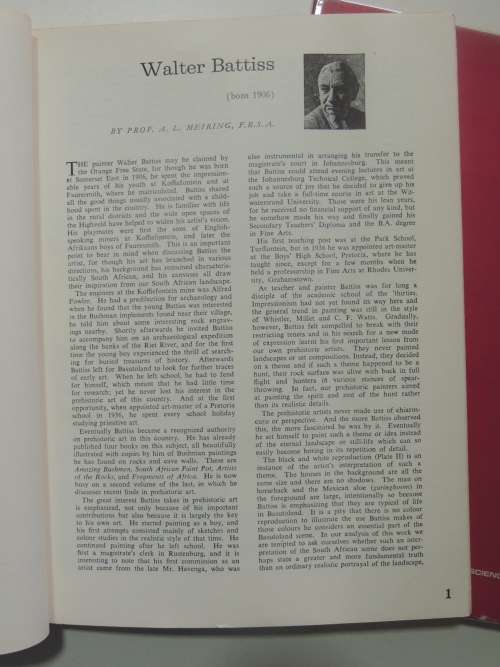 Walter Battiss
(born 1906)
BY PROF. A. L. MEIRING, F.R.S.A.
THE painter Walter Battiss may be claimed by
the Orange Free State, for though he was born
at Somerset East in 1906, he spent the impression-
able years of his youth at Koffiefontein and at
Fauresmith, where he matriculated. Battiss shared
all the good things usually associated with a child-
hood spent in the country. He is familiar with life
in the rural districts and the wide open spaces of
the Highveld have helped to widen his artist's vision.
His playmates were first the sons of English-
speaking miners at Koffiefontein, and later the
Afrikaans boys of Fauresmith. This is an important
point to bear in mind when discussing Battiss the
artist, for though his art has branched in various
directions, his background has remained characteris-
tically South African, and his canvases all draw
their inspiration from our South African landscape.
The engineer at the Koffiefontein mine was Alfred
Fowler. He had a predilection for archaeology and
when he found that the young Battiss was interested
in the Bushman implements found near their village,
he told him about some interesting rock engrav-
ings nearby. Shortly afterwards he invited Battiss
to accompany him on an archaeological expedition
along the banks of the Riet River, and for the first
time the young boy experienced the thrill of search-
ing for buried treasures of history. Afterwards
Battiss left for Basutoland to look for further traces
of early art. When he left school, he had to fend
for himself, which meant that he had little time
for research; yet he never lost his interest in the
prehistoric art of this country. And at the first
opportunity, when appointed art-master of a Pretoria
school in 1936, he spent every school holiday
studying primitive art.
Eventually Battiss became a recognized authority
on prehistoric art in this country. He has already
published four books on this subject, all beautifully
illustrated with copies by him of Bushman paintings
he has found on rocks and cave walls. These are
Amazing Bushmen, South African Paint Pot, Artists
of the Rocks, and Fragments of Africa. He is now
busy on a second volume of the last, in which he
discusses recent finds in prehistoric art.
The great interest Battiss takes in prehistoric art
is emphasized, not only because of his important
contributions but also because it is largely the key
to his own art. He started painting as a boy, and
his first attempts consisted mainly of sketches and
colour studies in the realistic style of that time. He
continued painting after he left school. He was
first a magistrate's clerk in Rustenburg, and it is
interesting to note that his first commission as an
artist came from the late Mr. Havenga, who was
also instrumental in arranging his transfer to the
magistrate's court in Johannesburg. This meant
that Battiss could attend evening lectures in art at
the Johannesburg Technical College, which proved
such a source of joy that he decided to give up his
job and take a full-time course in art at the Wit-
watersrand University. Those were his lean years,
for he received no financial support of any kind, but
he somehow made his way and finally gained his
Secondary Teachers' Diploma and the B.A. degree
in Fine Arts.
His first teaching post was at the Park School,
Turffontein, but in 1936 he was appointed art-master
at the Boys' High School, Pretoria, where he has
taught since, except for a few months when he
held a professorship in Fine Arts at Rhodes Univer-
sity, Grahamstown.
As teacher and painter Battiss was for long a
disciple of the academic school of the 'thirties.
Impressionism had not yet found its way here and
the general trend in painting was still in the style
of Whistler, Millet and G. F. Watts. Gradually,
however, Battiss felt compelled to break with their
restricting tenets and in his search for a new mode
of expression learnt his first important lesson from
our own prehistoric artists. They never painted
landscapes or set compositions. Instead, they decided
on a theme and if such a theme happened to be a
hunt, their rock surface was alive with buck in full
flight and hunters in various stances of spear-
throwing. In fact, our prehistoric painters aimed
at painting the spirit and soul of the hunt rather
than its realistic details.
The prehistoric artists never made use of chiaros-
curo or perspective. And the more Battiss observed
this, the more fascinated he was by it. Eventually
he set himself to paint such a theme or idea instead
of the eternal landscape or still-life which can so
easily become boring in its repetition of detail.
The black and white reproduction (Plate II) is an
instance of the artist's interpretation of such a
theme. The houses in the background are all the
same size and there are no shadows. The man on
horseback and the Mexican aloe (garingboom) in
the foreground are large, intentionally so because
Battiss is emphasizing that they are typical of life
in Basutoland. It is a pity that there is no colour
reproduction to illustrate the use Battiss makes of
those colours he considers an essential part of the
Basutoland scene. In our analysis of this work we
are tempted to ask ourselves whether such an inter-
pretation of the South African scene does not per-
haps state a greater and more fundamental truth
than an ordinary realistic portrayal of the landscape,
1
SCIENC